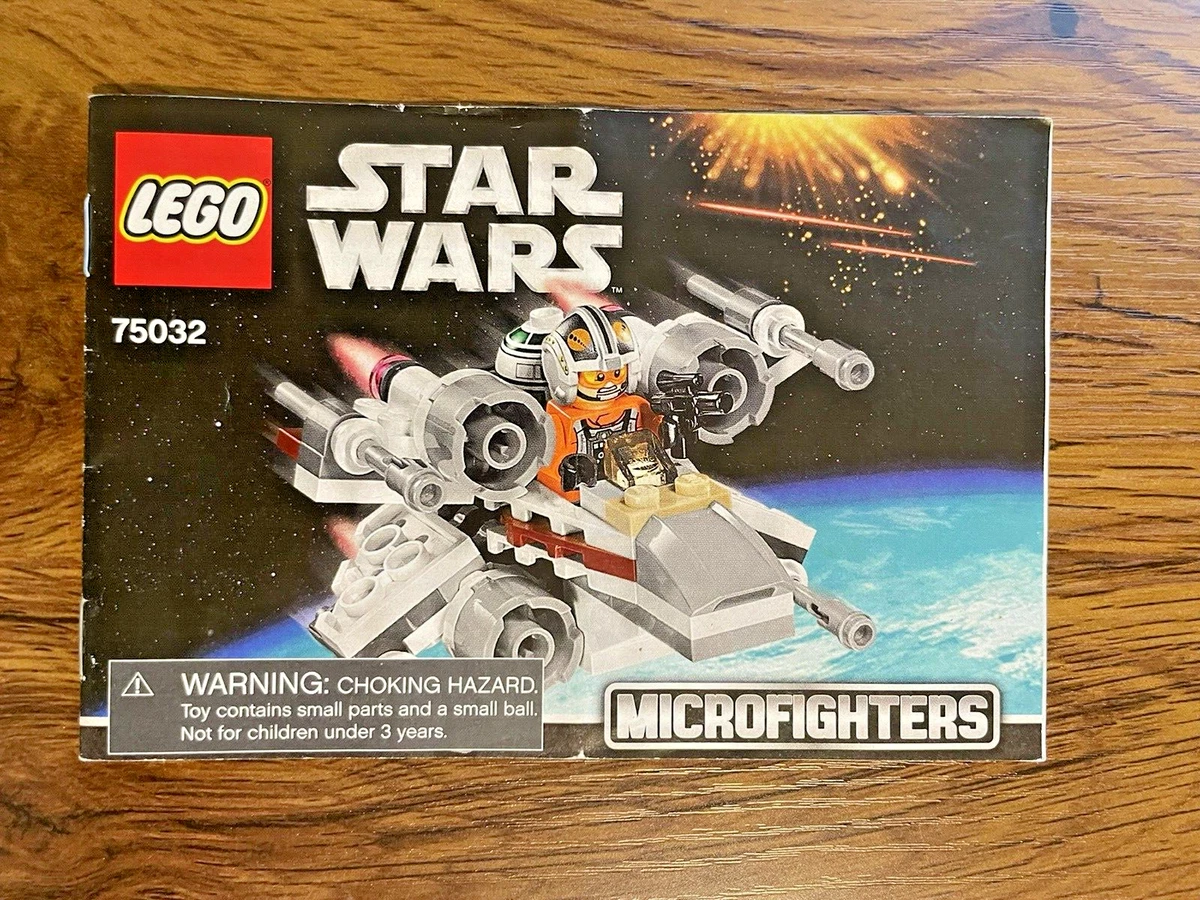 LEGO®
STAR
WARS™
75032
⚠ WARNING: CHOKING HAZARD.
Toy contains small parts and a small ball.
Not for children under 3 years.
MICROFIGHTERS